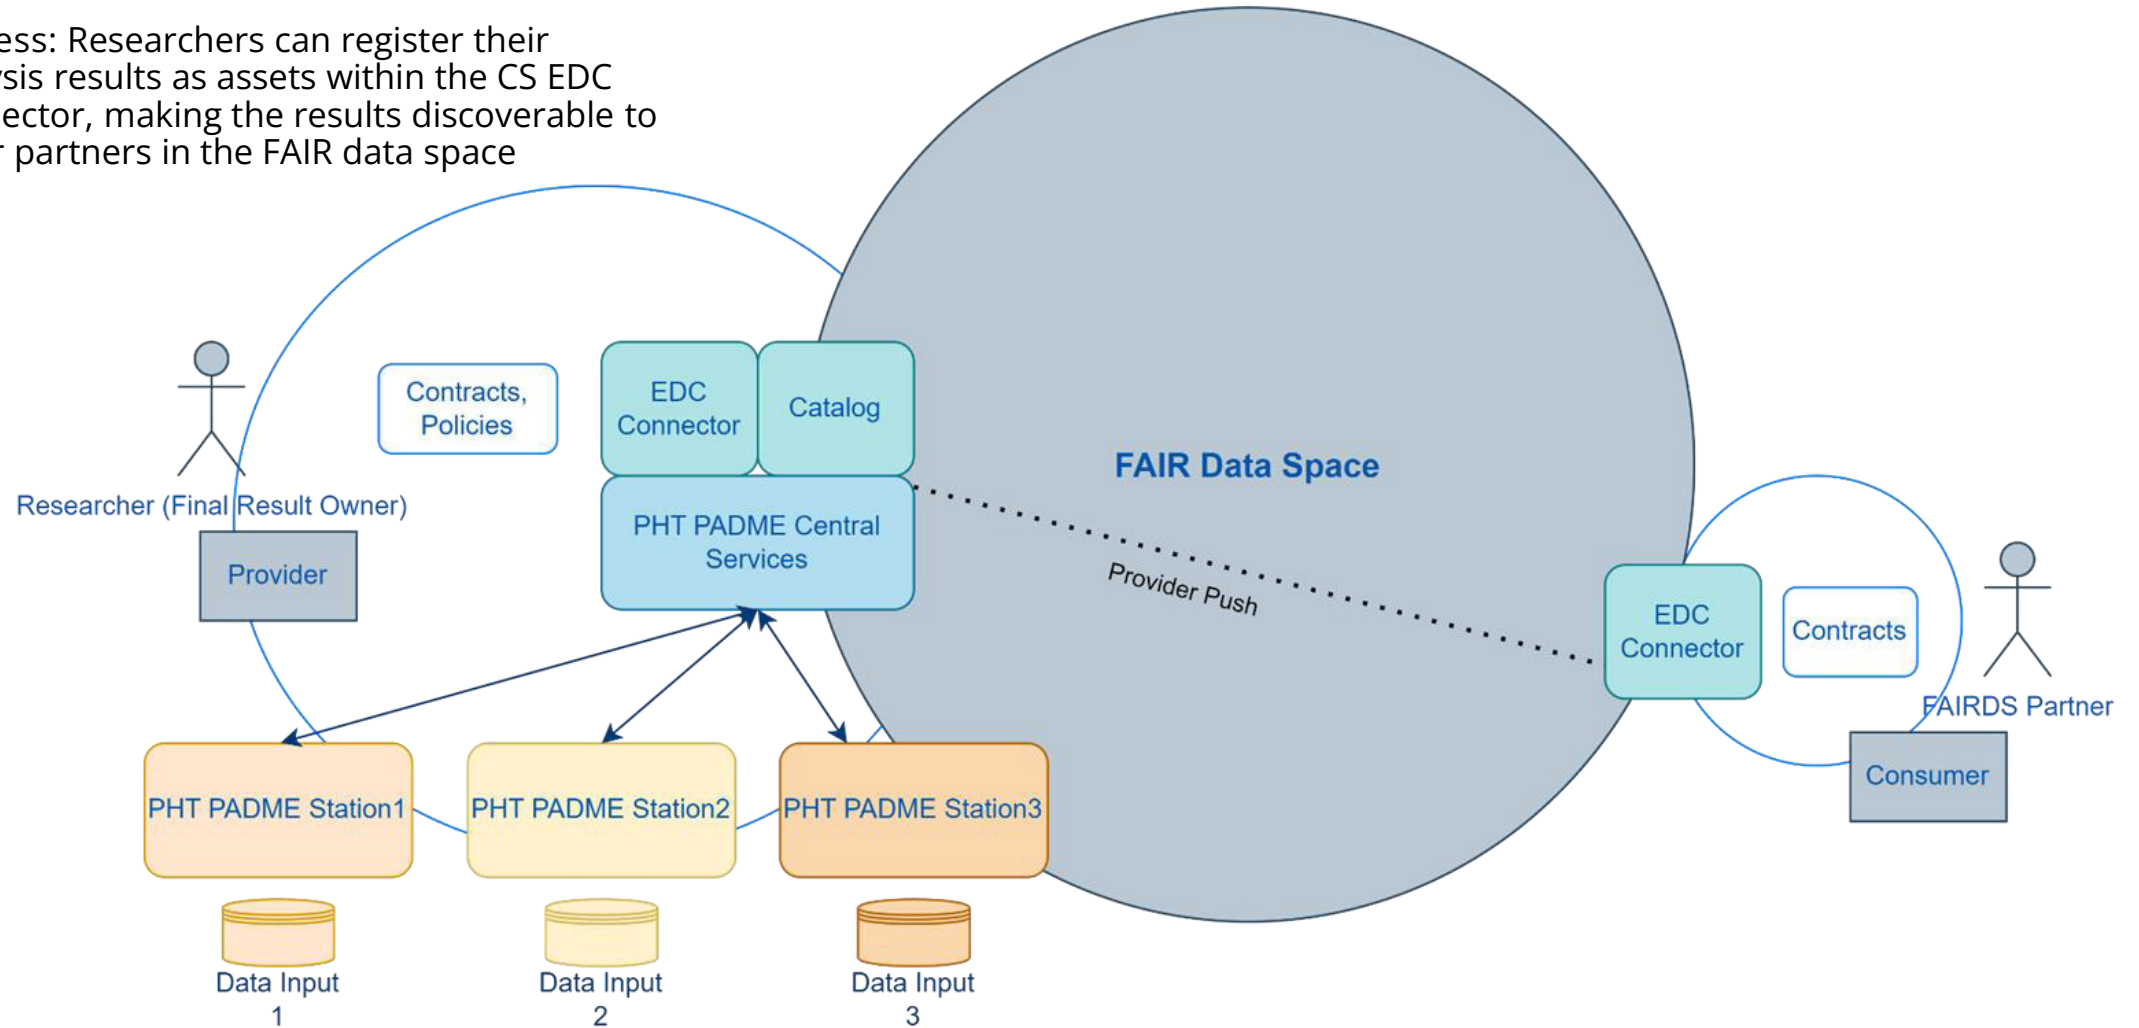 ess: Researchers can register their
ysis results as assets within the CS EDC
ector, making the results discoverable to
r partners in the FAIR data space
Contracts,
Policies
EDC
Connector
Catalog
Researcher (Final Result Owner)
Provider
PHT PADME Central
Services
FAIR Data Space
Provider Push
EDC
Connector
Contracts
FAIRDS Partner
Consumer
PHT PADME Station1
PHT PADME Station2
PHT PADME Station3
Data Input
1
Data Input
2
Data Input
3